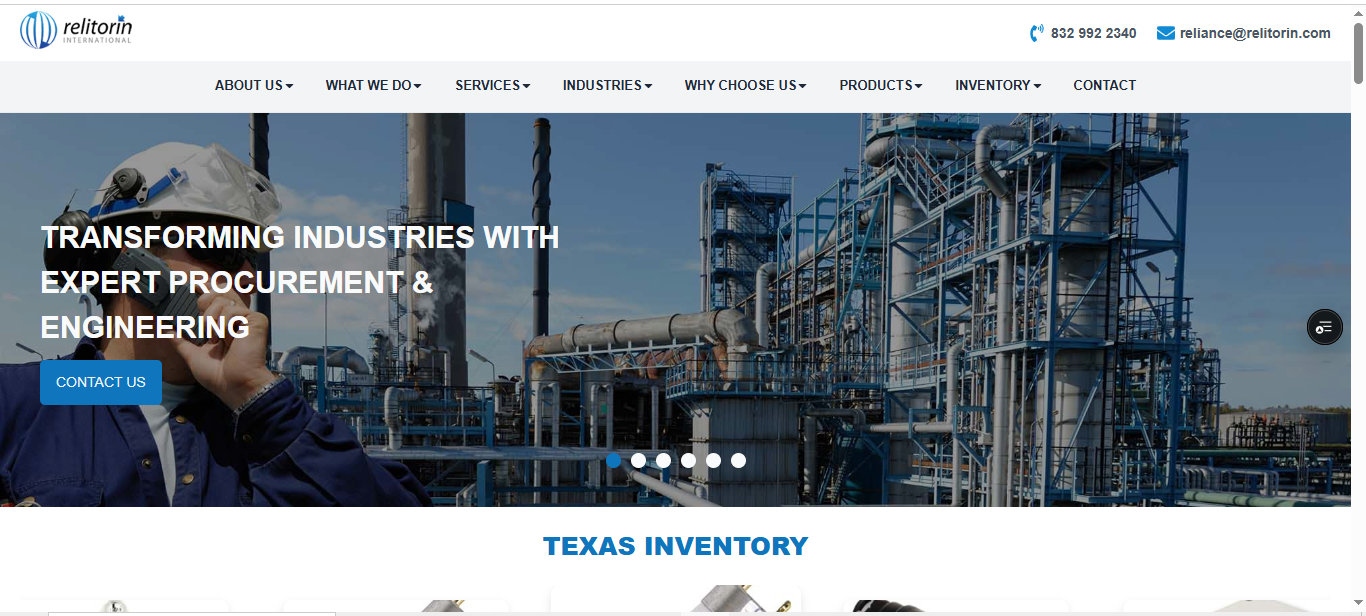 relitorin
INTERNATIONAL
832 992 2340
reliance@relitorin.com
ABOUT US
WHAT WE DO
SERVICES
INDUSTRIES
WHY CHOOSE US
PRODUCTS
INVENTORY
CONTACT
TRANSFORMING INDUSTRIES WITH
EXPERT PROCUREMENT &
ENGINEERING
CONTACT US
TEXAS INVENTORY